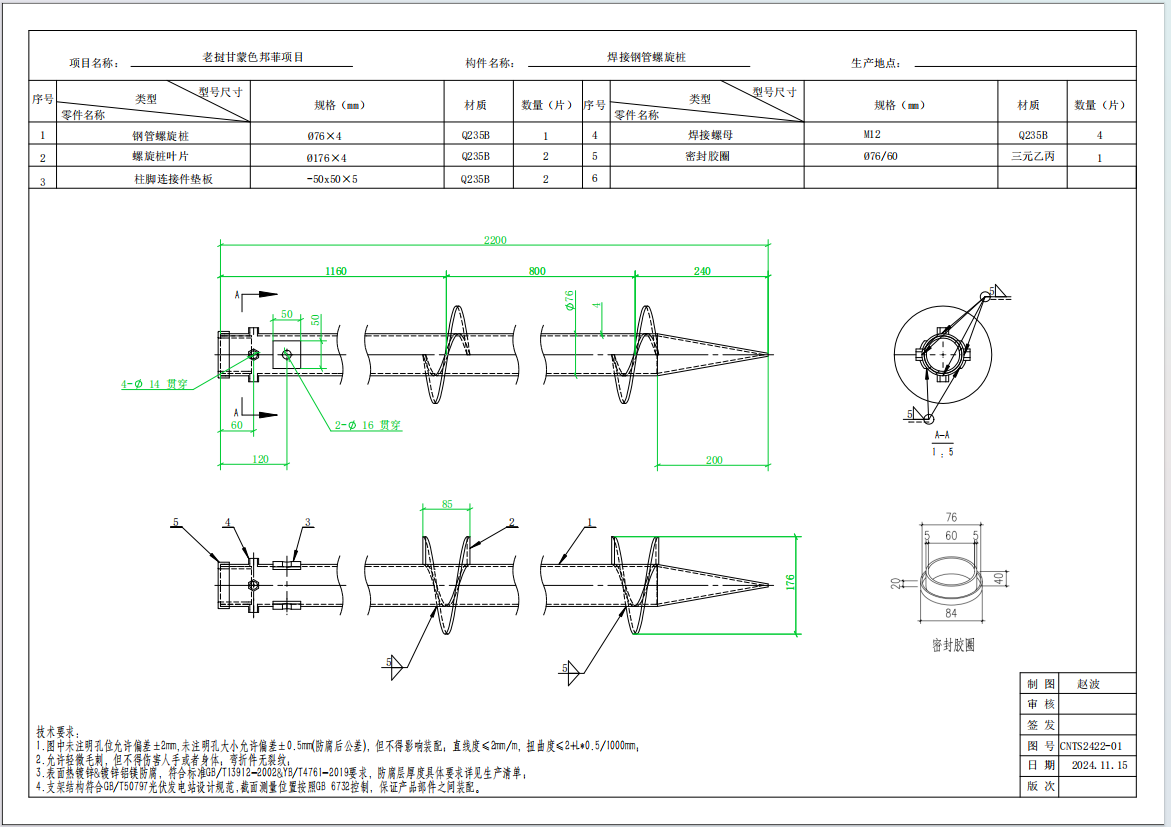 项目名称: 老挝甘蒙色邦菲项目 构件名称: 焊接钢管螺旋桩 生产地点:
序号 类型 型号尺寸 零件名称 规格 (mm) 材质 数量 (片) 序号 类型 型号尺寸 零件名称 规格 (mm) 材质 数量 (片)
1 钢管螺旋桩 Ø76×4 Q235B 1 4 焊接螺母 M12 Q235B 4
2 螺旋桩叶片 Ø176×4 Q235B 2 5 密封胶圈 Ø76/60 三元乙丙 1
3 柱脚连接件垫板 -50x50×5 Q235B 2 6
2200
1160 800 240
A 50 50 Ø76 4 5
4-Ø 14 贯穿
A 60 2-Ø 16 贯穿 5
120 200
A-A
1 : 5
85
5 4 3 2 1
176
5 5
76
5 60 5
20 40
84
密封胶圈
制 图 赵波
审 核
签 发
图 号 CNTS2422-01
日 期 2024.11.15
版 次
技术要求:
1.图中未注明孔位允许偏差±2mm,未注明孔大小允许偏差±0.5mm(防腐后公差),但不得影响装配;直线度≤2mm/m,扭曲度≤2+L*0.5/1000mm;
2.允许轻微毛刺,但不得伤害人手或者身体;弯折件无裂纹;
3.表面热镀锌&镀锌铝镁防腐,符合标准GB/T13912-2002&YB/T4761-2019要求,防腐层厚度具体要求详见生产清单;
4.支架结构符合GB/T50797光伏发电站设计规范,截面测量位置按照GB 6732控制,保证产品部件之间装配。